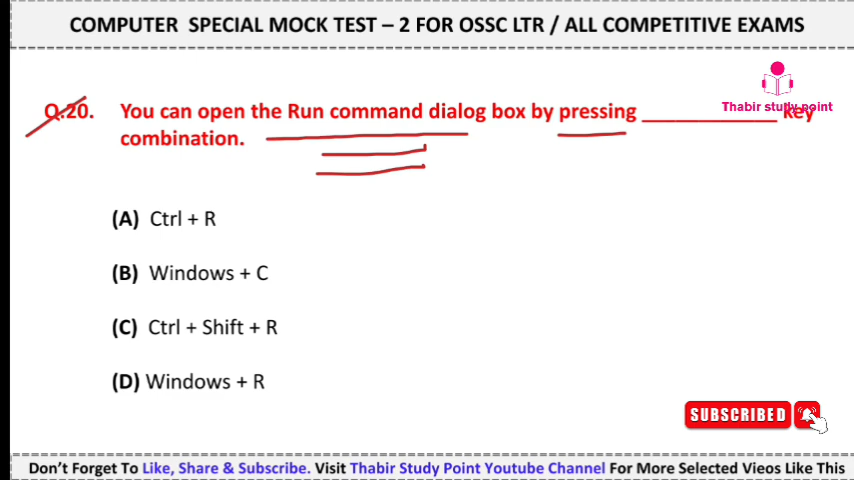 COMPUTER SPECIAL MOCK TEST – 2 FOR OSSC LTR / ALL COMPETITIVE EXAMS
Thabir study point
Q.20. You can open the Run command dialog box by pressing ____________ key
combination.
(A) Ctrl + R
(B) Windows + C
(C) Ctrl + Shift + R
(D) Windows + R
SUBSCRIBED
Don't Forget To Like, Share & Subscribe. Visit Thabir Study Point Youtube Channel For More Selected Vieos Like This